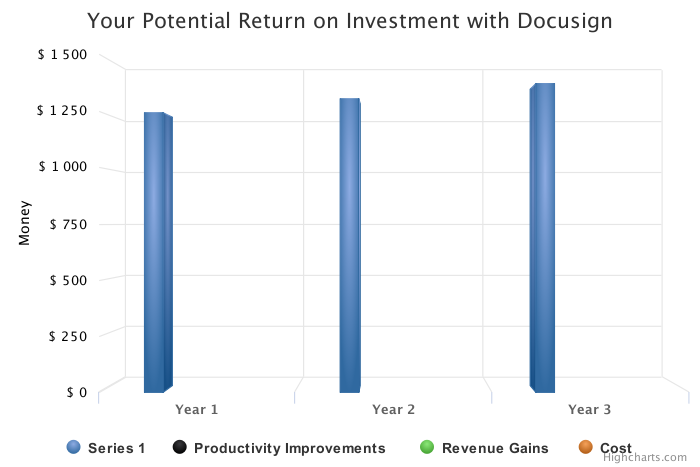 Your Potential Return on Investment with Docusign
$ 1 500
$ 1 250
$ 1 000
$ 750
$ 500
$ 250
$ 0
Money
Year 1
Year 2
Year 3
Series 1
Productivity Improvements
Revenue Gains
Cost
Highcharts.com